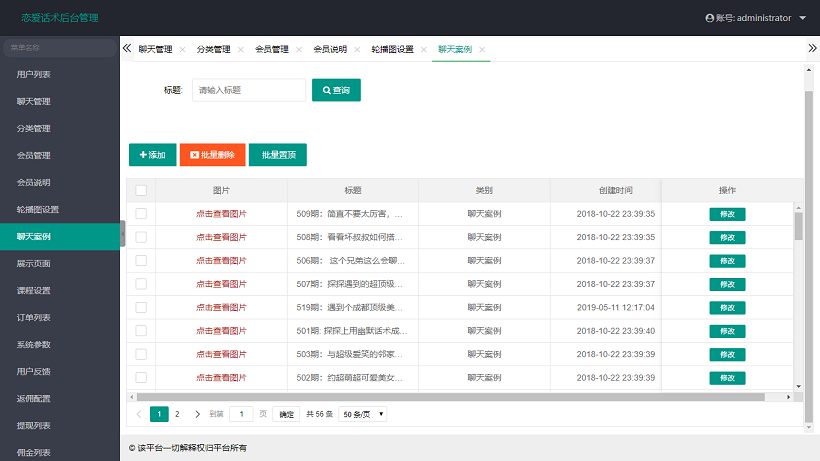 恋爱话术后台管理
账号: administrator
菜单名称
用户列表
聊天管理
分类管理
会员管理
会员说明
轮播图设置
聊天案例
展示页面
课程设置
订单列表
系统参数
用户反馈
返佣配置
提现列表
佣金列表
聊天管理 分类管理 会员管理 会员说明 轮播图设置 聊天案例
标题: 请输入标题 查询
添加 批量删除 批量置顶
图片 标题 类别 创建时间 操作
点击查看图片 509期：简直不要太厉害，... 聊天案例 2018-10-22 23:39:35 修改
点击查看图片 508期：看看坏叔叔如何搭... 聊天案例 2018-10-22 23:39:35 修改
点击查看图片 506期： 这个兄弟这么会聊... 聊天案例 2018-10-22 23:39:37 修改
点击查看图片 507期：探探遇到的超顶级... 聊天案例 2018-10-22 23:39:37 修改
点击查看图片 519期：遇到个成都顶级美... 聊天案例 2019-05-11 12:17:04 修改
点击查看图片 501期: 探探上用幽默话术成... 聊天案例 2018-10-22 23:39:40 修改
点击查看图片 503期：与超级爱笑的邻家... 聊天案例 2018-10-22 23:39:39 修改
点击查看图片 502期：约超萌超可爱美女... 聊天案例 2018-10-22 23:39:39 修改
1 2 到第 1 页 确定 共 56 条 50 条/页
© 该平台一切解释权归平台所有